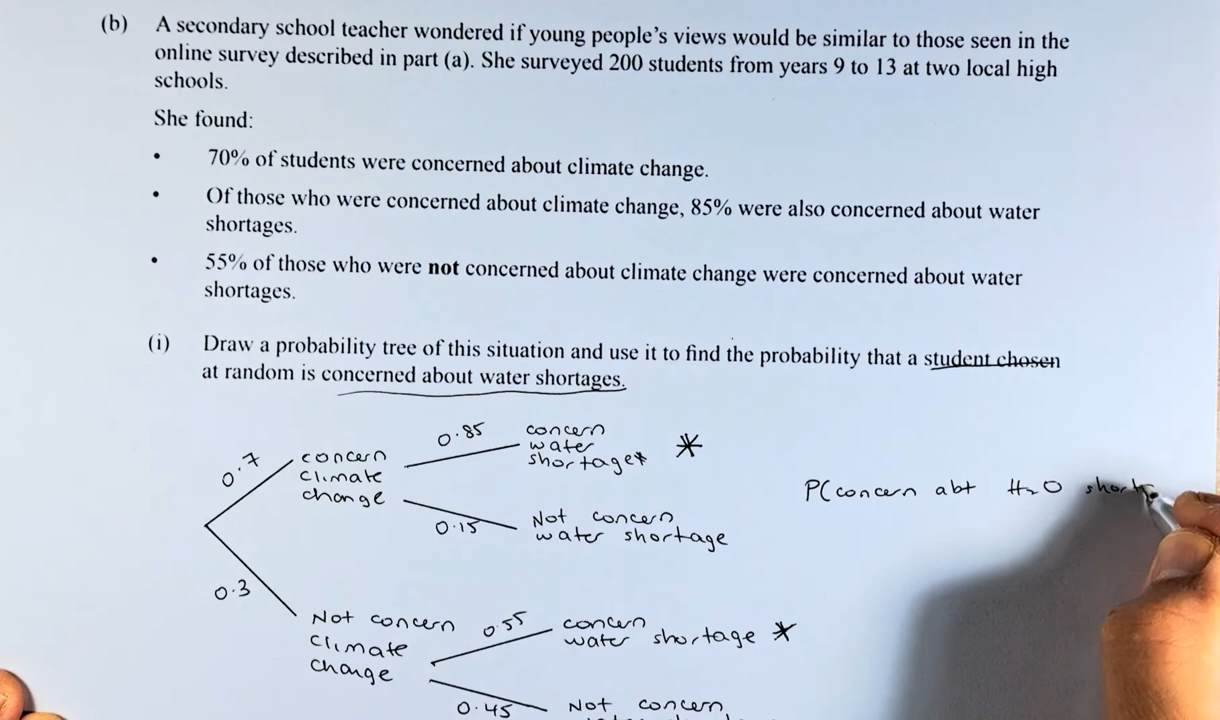 (b) A secondary school teacher wondered if young people's views would be similar to those seen in the
online survey described in part (a). She surveyed 200 students from years 9 to 13 at two local high
schools.
She found:
• 70% of students were concerned about climate change.
• Of those who were concerned about climate change, 85% were also concerned about water
shortages.
• 55% of those who were not concerned about climate change were concerned about water
shortages.
(i) Draw a probability tree of this situation and use it to find the probability that a student chosen
at random is concerned about water shortages.
0.7
concern
climate
change
0.85
concern
water
shortage*
*
0.15
Not concern
water shortage
P(concern abt H2O short
0.3
Not concern
climate
change
0.55
concern
water shortage *
0.45
Not concern